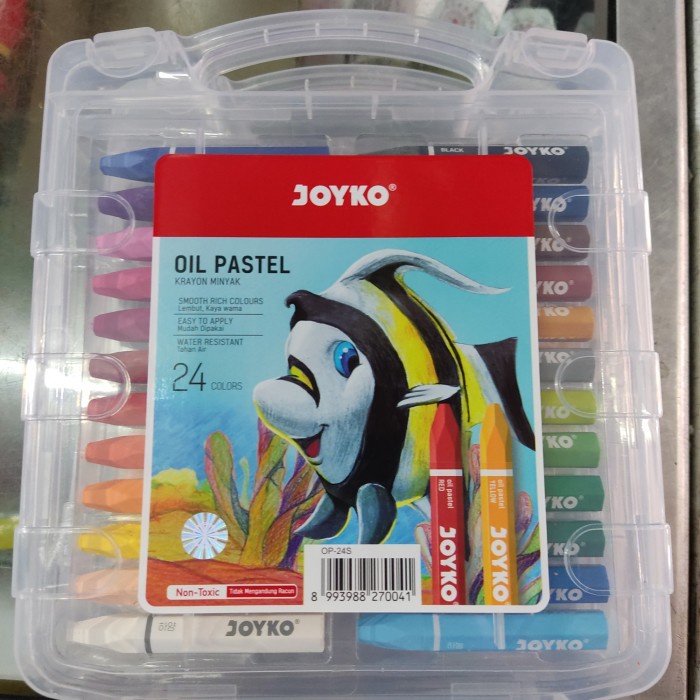 BLACK
JOYKO
JOYKO®
OIL PASTEL
KRAYON MINYAK
SMOOTH RICH COLOURS
Lembut, Kaya warna
EASY TO APPLY
Mudah Dipakai
WATER RESISTANT
Tahan Air
24 COLORS
oil pastel
RED
JOYKO
oil pastel
YELLOW
JOYKO
OP-24S
8 993988 270041
Non-Toxic
Tidak Mengandung Racun
하양
JOYKO®
JOYKO